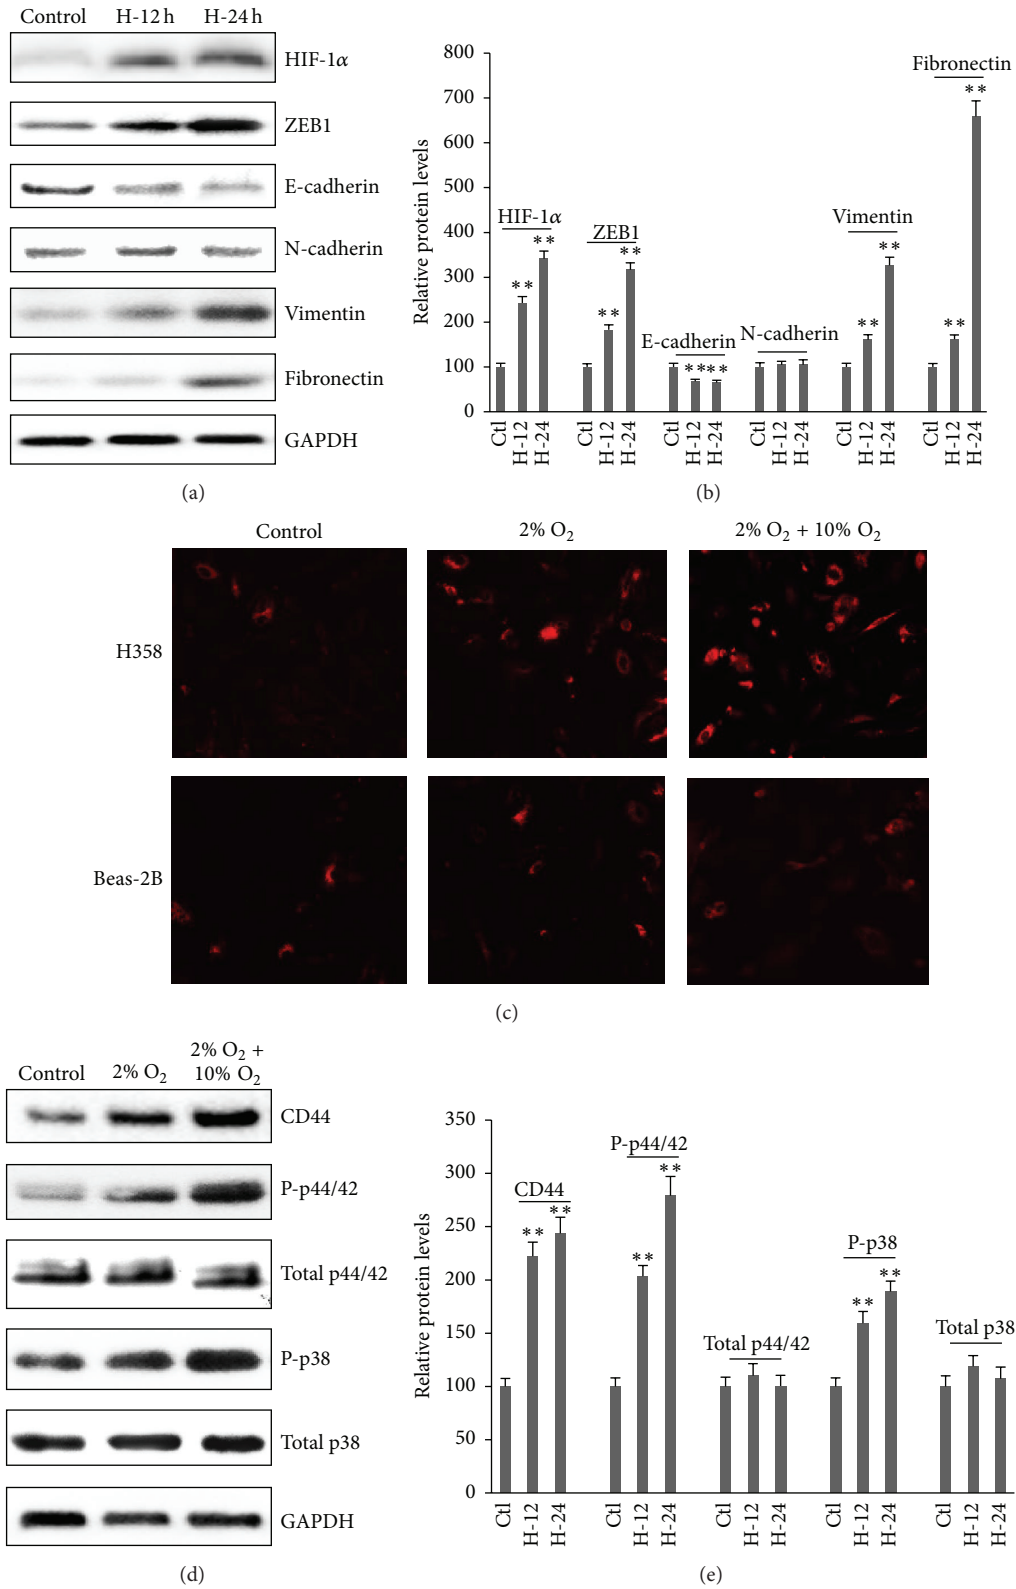 Control H-12 h H-24 h
HIF-1α
ZEB1
E-cadherin
N-cadherin
Vimentin
Fibronectin
GAPDH
(a)
800
700
600
500
400
300
200
100
0
Relative protein levels
HIF-1α
ZEB1
E-cadherin
N-cadherin
Vimentin
Fibronectin
** ** ** ** **** ** ** ** **
Ctl H-12 H-24 Ctl H-12 H-24 Ctl H-12 H-24 Ctl H-12 H-24 Ctl H-12 H-24 Ctl H-12 H-24
(b)
Control 2% O₂ 2% O₂ + 10% O₂
H358
Beas-2B
(c)
Control 2% O₂ 2% O₂ +
10% O₂
CD44
P-p44/42
Total p44/42
P-p38
Total p38
GAPDH
(d)
350
300
250
200
150
100
50
0
Relative protein levels
CD44
P-p44/42
Total p44/42
P-p38
Total p38
** ** ** ** ** **
Ctl H-12 H-24 Ctl H-12 H-24 Ctl H-12 H-24 Ctl H-12 H-24 Ctl H-12 H-24
(e)